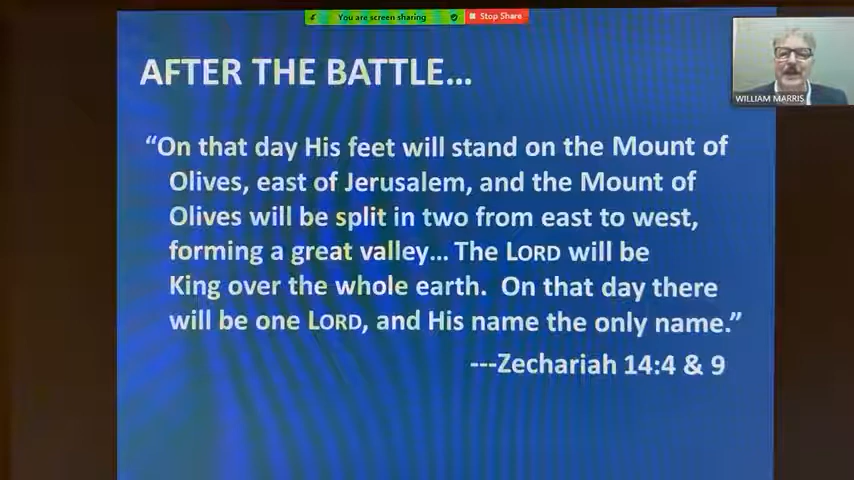 You are screen sharing
Stop Share
AFTER THE BATTLE...
WILLIAM MARRIS
“On that day His feet will stand on the Mount of
Olives, east of Jerusalem, and the Mount of
Olives will be split in two from east to west,
forming a great valley... The LORD will be
King over the whole earth. On that day there
will be one LORD, and His name the only name.”
---Zechariah 14:4 & 9